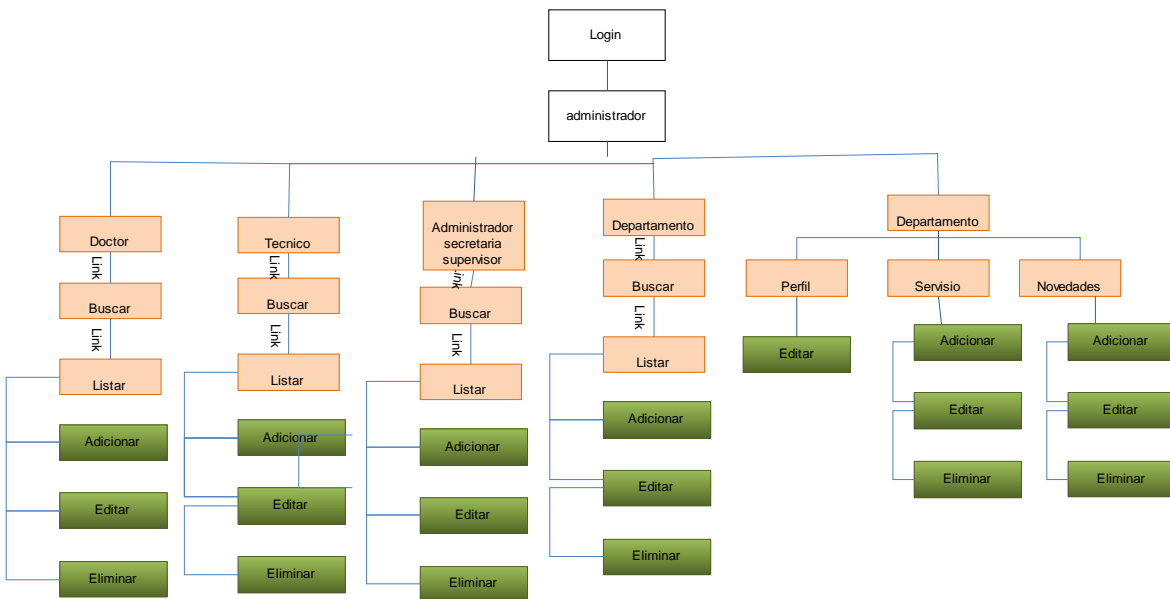 Login
administrador
Doctor
Link
Buscar
Link
Listar
Adicionar
Editar
Eliminar
Tecnico
Link
Buscar
Link
Listar
Adicionar
Editar
Eliminar
Administrador
secretaria
supervisor
Link
Buscar
Link
Listar
Adicionar
Editar
Eliminar
Departamento
Link
Buscar
Link
Listar
Adicionar
Editar
Eliminar
Departamento
Perfil
Editar
Servisio
Adicionar
Editar
Eliminar
Novedades
Adicionar
Editar
Eliminar